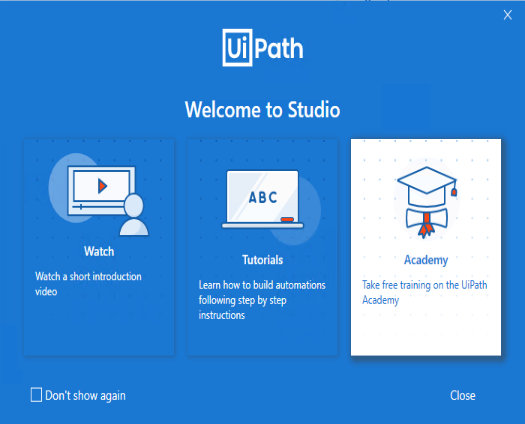 X
UiPath
Welcome to Studio
ABC
Watch
Watch a short introduction
video
Tutorials
Learn how to build automations
following step by step
instructions
Academy
Take free training on the UiPath
Academy
Don't show again
Close